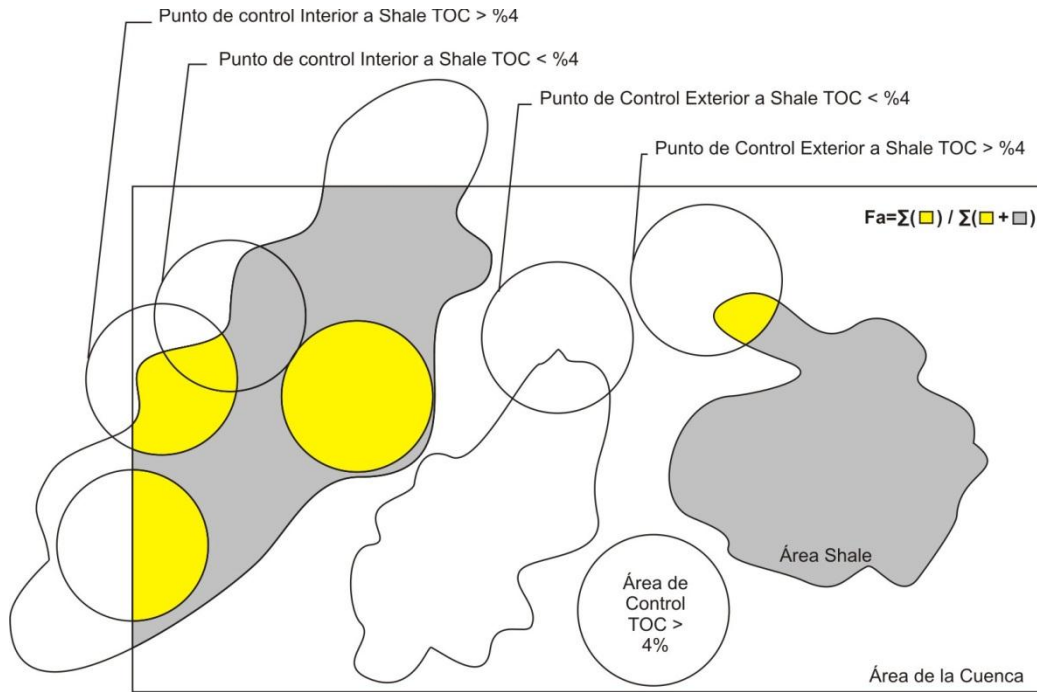 Punto de control Interior a Shale TOC > %4
Punto de control Interior a Shale TOC < %4
Punto de Control Exterior a Shale TOC < %4
Punto de Control Exterior a Shale TOC > %4
Fa=Σ(□) / Σ(□ + □)
Área Shale
Área de
Control
TOC >
4%
Área de la Cuenca